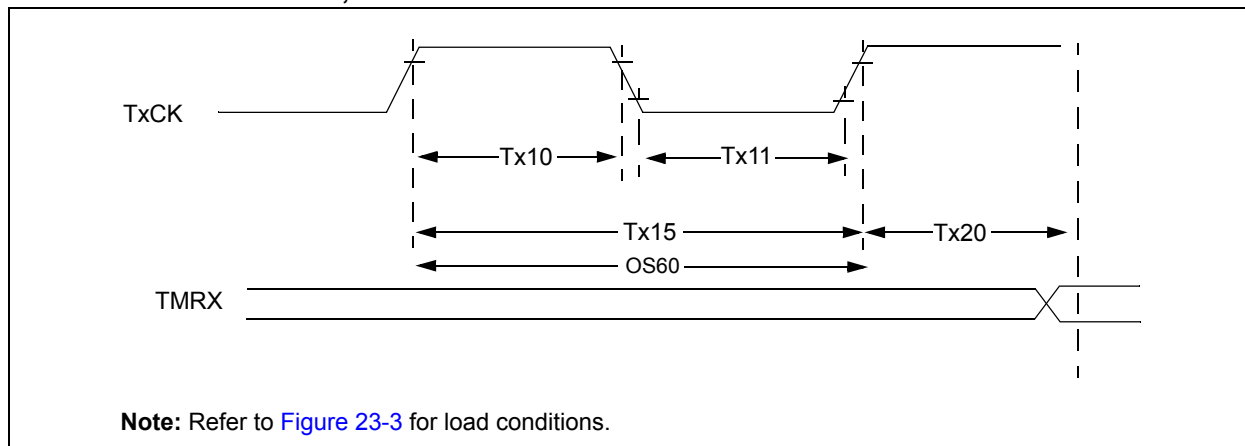 TxCK
Tx10
Tx11
Tx15
Tx20
OS60
TMRX
Note: Refer to Figure 23-3 for load conditions.